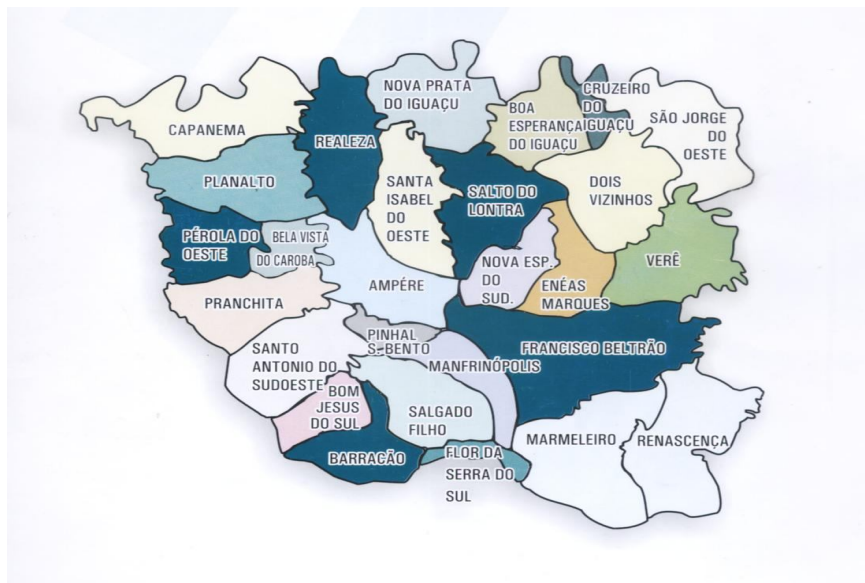 NOVA PRATA
DO IGUAÇU
CRUZEIRO
DO
IGUAÇU
BOA
ESPERANÇA
DO IGUAÇU
SÃO JORGE
DO
OESTE
CAPANEMA
REALEZA
PLANALTO
SANTA
ISABEL
DO
OESTE
SALTO DO
LONTRA
DOIS
VIZINHOS
PÉROLA DO
OESTE
BELA VISTA
DO CAROBA
AMPÉRE
NOVA ESP.
DO
SUD.
ENÉAS
MARQUES
VERÊ
PRANCHITA
PINHAL
S. BENTO
FRANCISCO BELTRÃO
SANTO
ANTONIO DO
SUDOESTE
MANFRINÓPOLIS
BOM
JESUS
DO SUL
SALGADO
FILHO
MARMELEIRO
RENASCENÇA
BARRACÃO
FLOR DA
SERRA DO
SUL